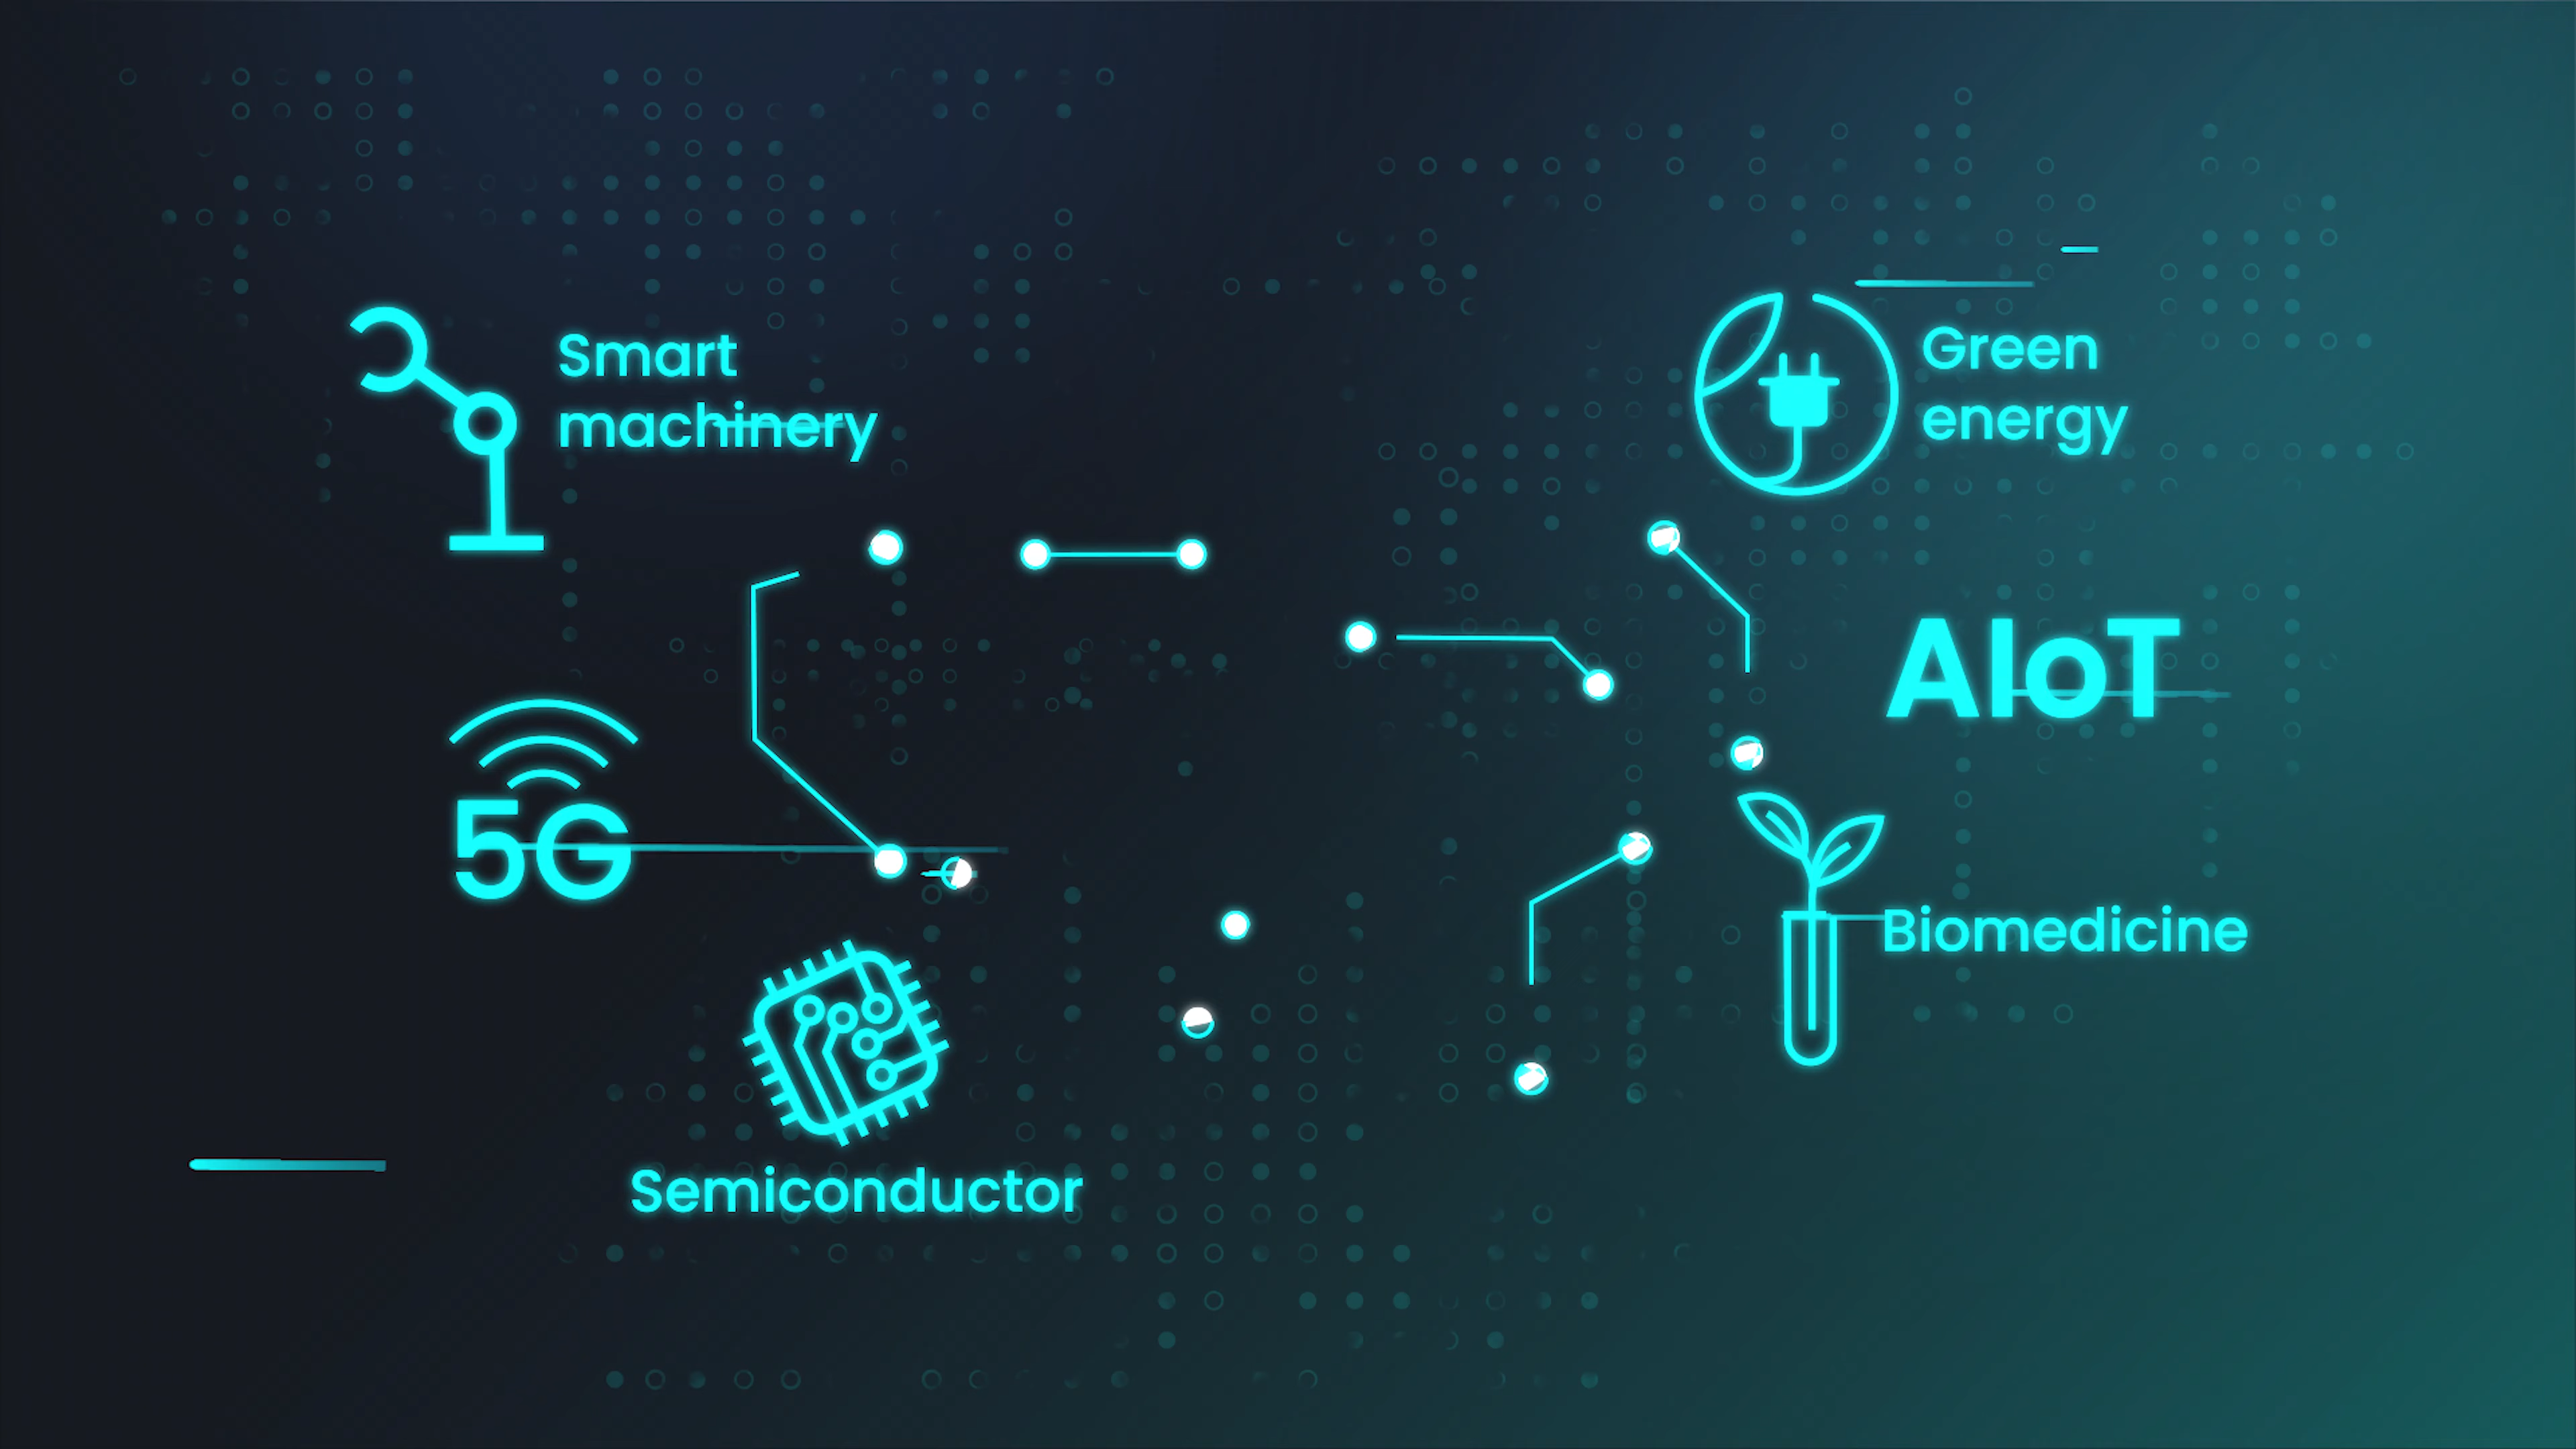 Smart
machinery
Green
energy
AIoT
5G
Biomedicine
Semiconductor